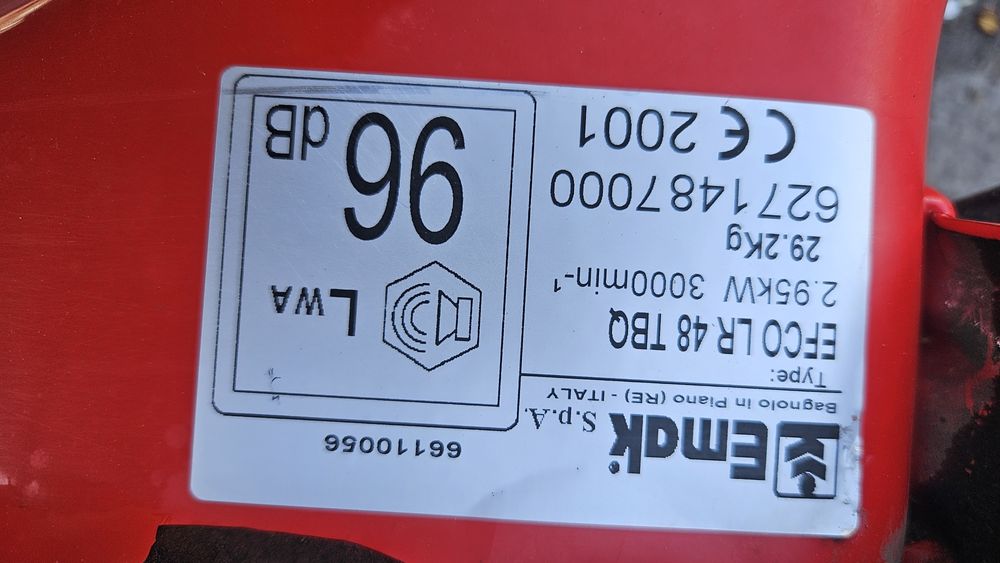 Emak S.p.A.
Bagnolo in Piano (RE) - ITALY
Type:
EFCO LR 48 TBQ
2.95kW 3000min-1
29.2Kg
6271487000
CE 2001
66110056
LWA
96 dB